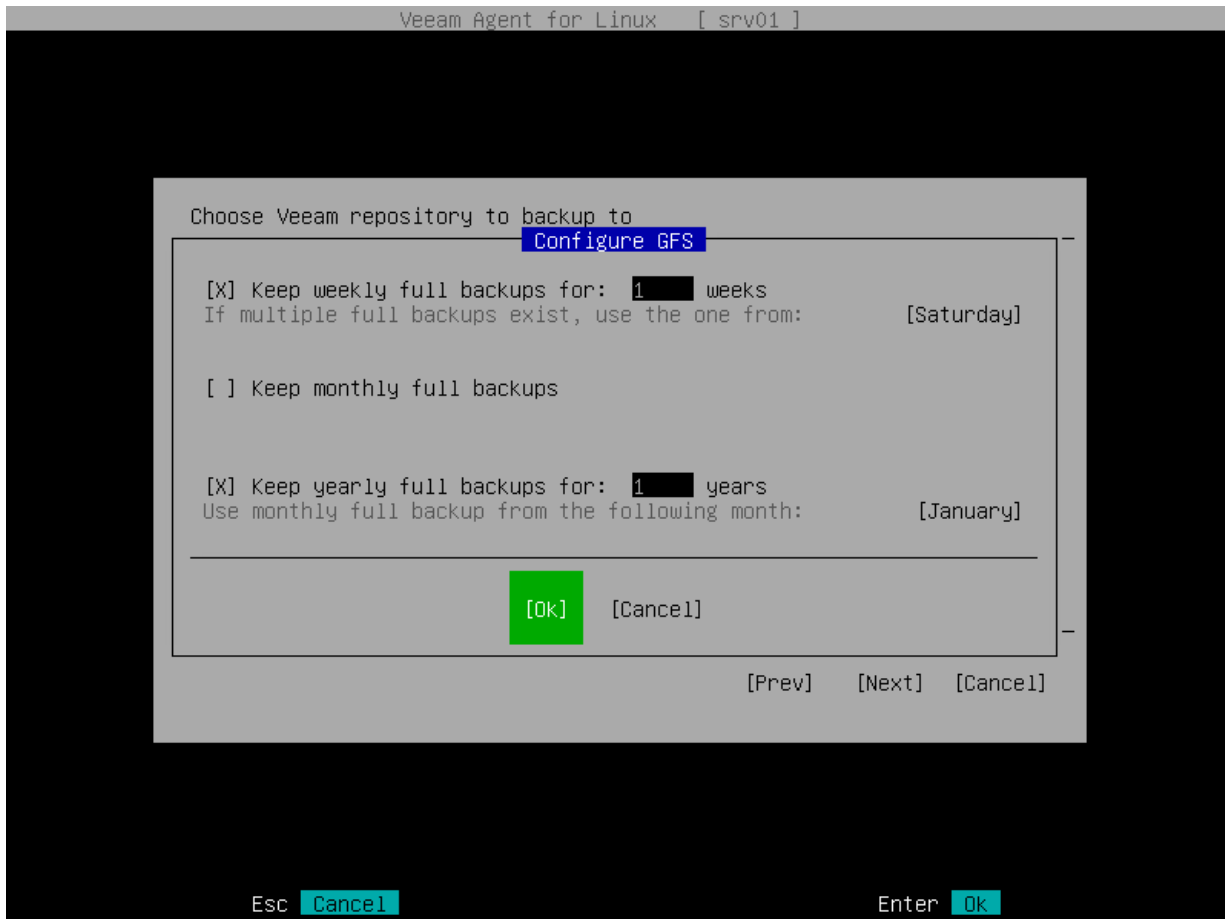 Veeam Agent for Linux [ srv01 ]
Choose Veeam repository to backup to
Configure GFS
[X] Keep weekly full backups for: 1 weeks
If multiple full backups exist, use the one from: [Saturday]
[ ] Keep monthly full backups
[X] Keep yearly full backups for: 1 years
Use monthly full backup from the following month: [January]
[Ok] [Cancel]
[Prev] [Next] [Cancel]
Esc Cancel Enter Ok